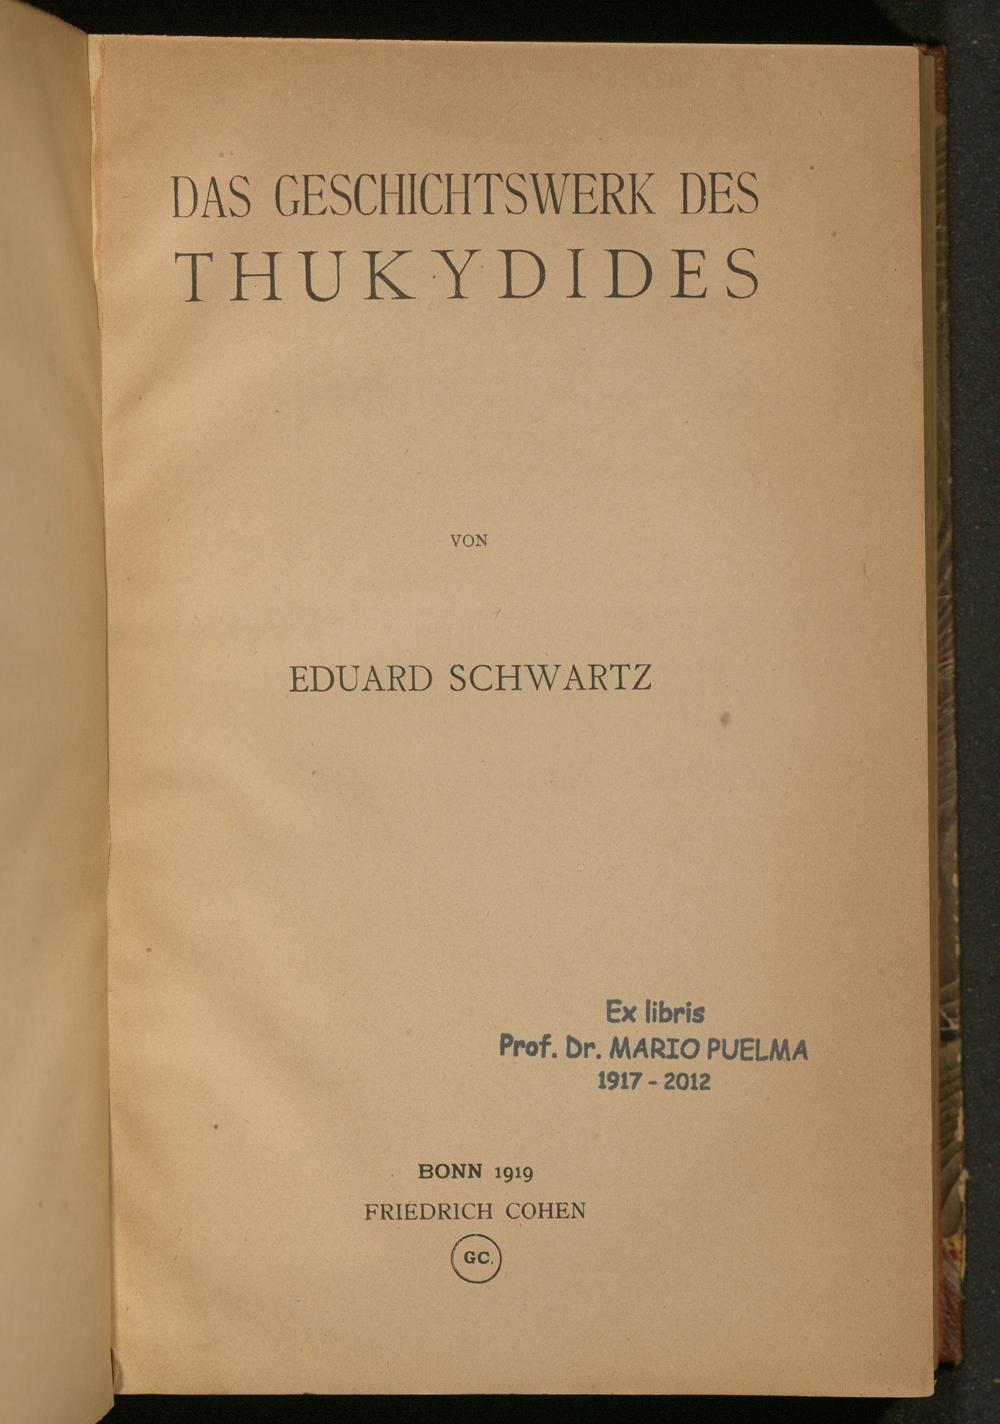 DAS GESCHICHTSWERK DES
THUKYDIDES
VON
EDUARD SCHWARTZ
Ex libris
Prof. Dr. MARIO PUELMA
1917 - 2012
BONN 1919
FRIEDRICH COHEN
GC